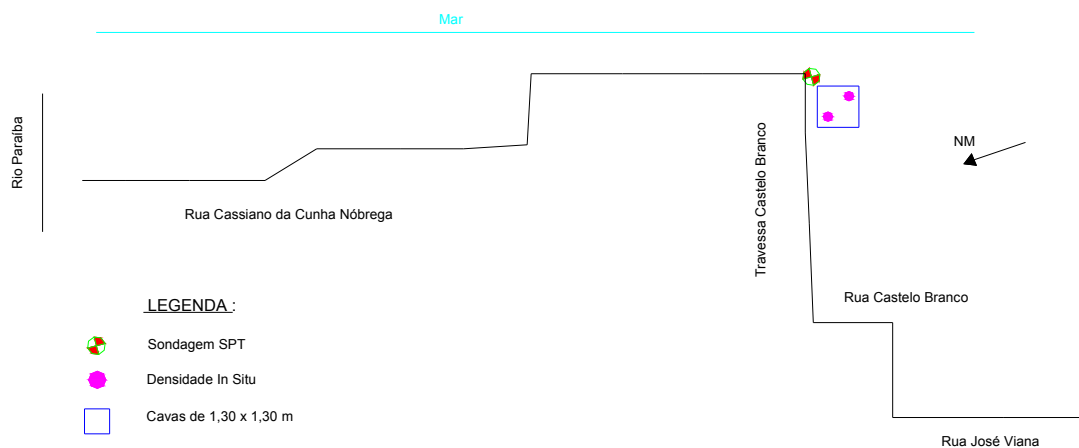 Mar
Rio Paraíba
NM
Rua Cassiano da Cunha Nóbrega
Travessa Castelo Branco
Rua Castelo Branco
LEGENDA :
Sondagem SPT
Densidade In Situ
Cavas de 1,30 x 1,30 m
Rua José Viana